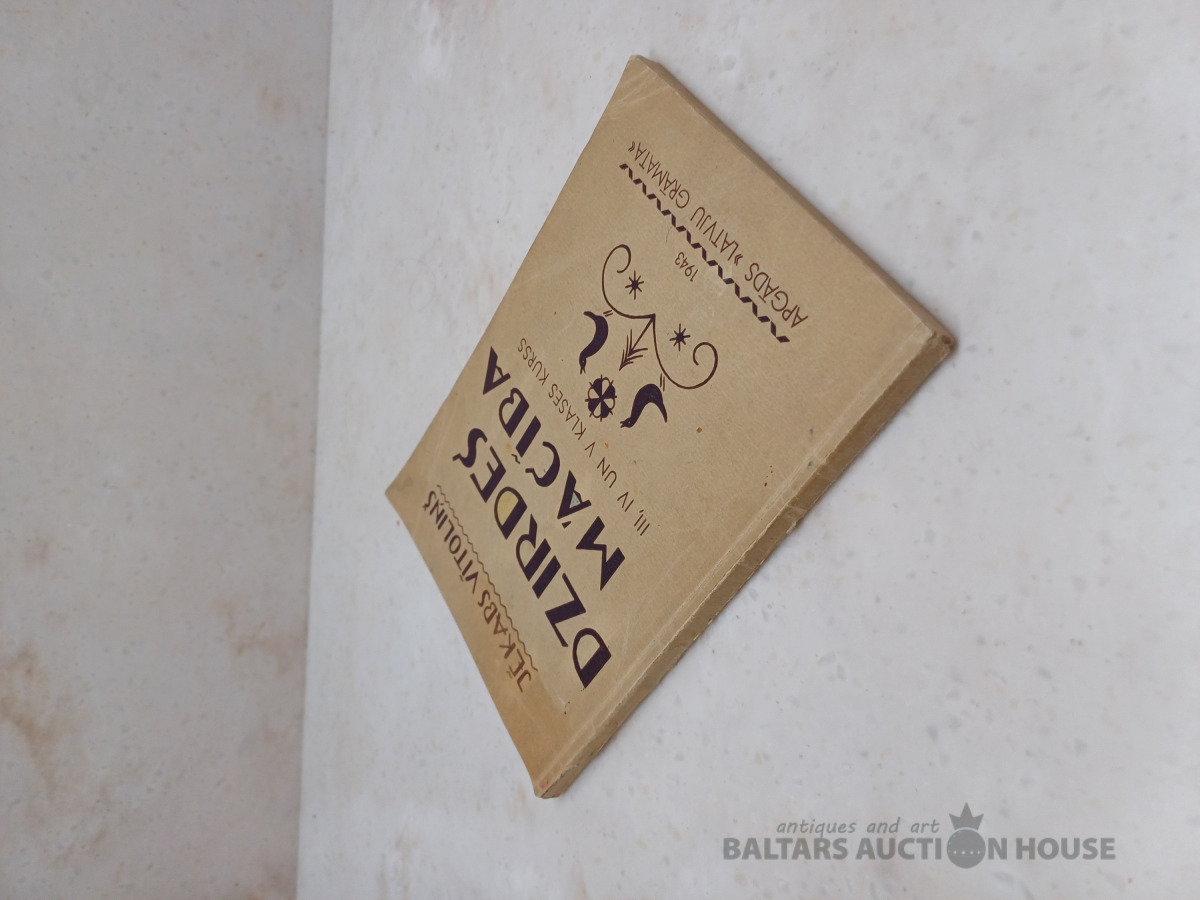 JĒKABS VĪTOLIŅŠ
DZIRDES
MĀCĪBA
III, IV UN V KLASES KURSS
1943
APGĀDS »LATVJU GRĀMATA«
antiques and art
BALTARS AUCTION HOUSE